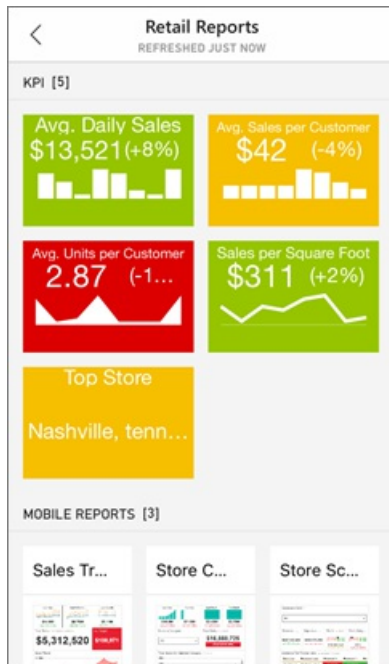 Retail Reports
REFRESHED JUST NOW
KPI [5]
Avg. Daily Sales
$13,521(+8%)
Avg. Sales per Customer
$42 (-4%)
Avg. Units per Customer
2.87 (-1...
Sales per Square Foot
$311 (+2%)
Top Store
Nashville, tenn...
MOBILE REPORTS [3]
Sales Tr...
Store C...
Store Sc...
$5,312,520